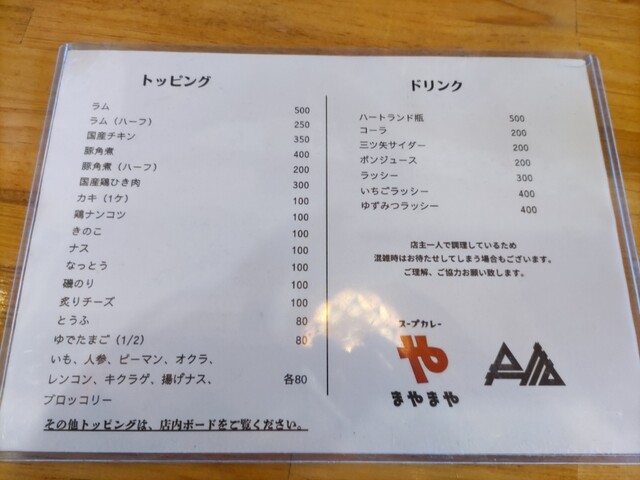 トッピング
ラム 500
ラム（ハーフ） 250
国産チキン 350
豚角煮 400
豚角煮（ハーフ） 200
国産鶏ひき肉 300
カキ（1ケ） 100
鶏ナンコツ 100
きのこ 100
ナス 100
なっとう 100
磯のり 100
炙りチーズ 100
とうふ 80
ゆでたまご（1/2） 80
いも、人参、ピーマン、オクラ、
レンコン、キクラゲ、揚げナス、 各80
ブロッコリー
その他トッピングは、店内ボードをご覧ください。
ドリンク
ハートランド瓶 500
コーラ 200
三ツ矢サイダー 200
ポンジュース 200
ラッシー 300
いちごラッシー 400
ゆずみつラッシー 400
店主一人で調理しているため
混雑時はお待たせしてしまう場合もございます。
ご理解、ご協力お願い致します。
スープカレー
や
まやまや